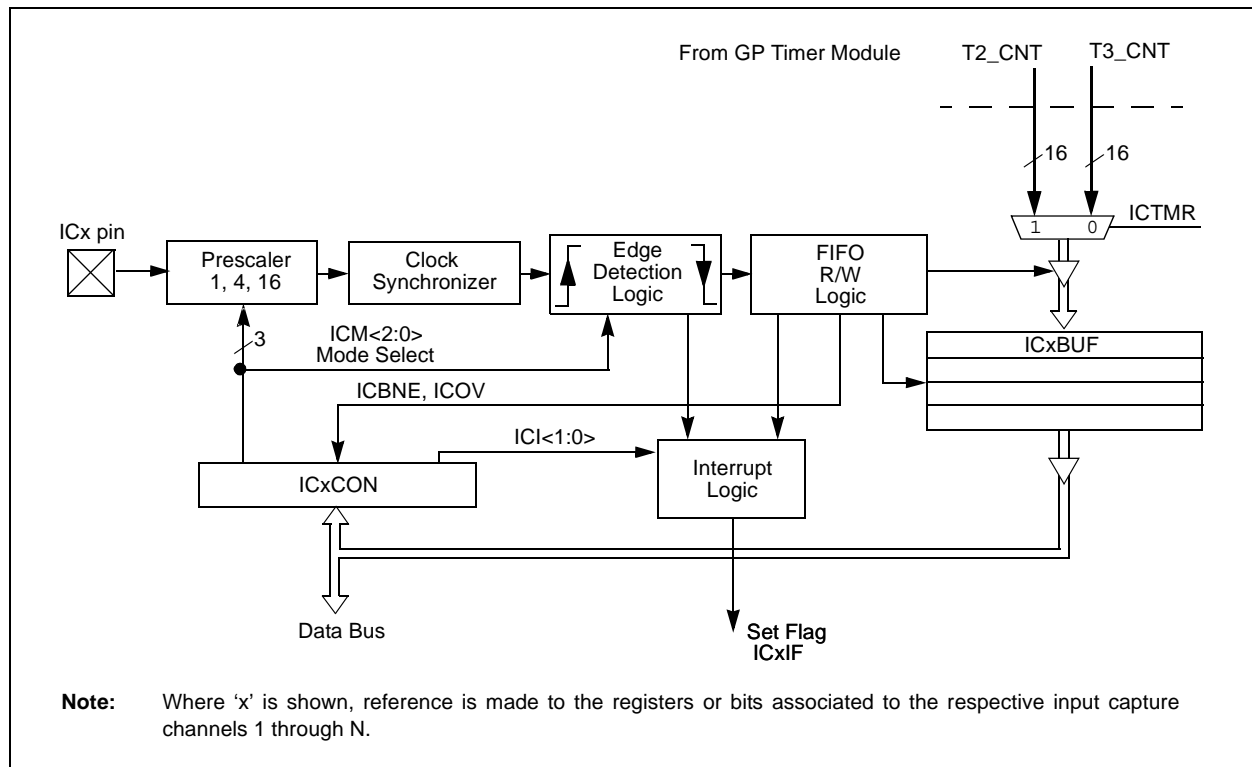 From GP Timer Module
T2_CNT
T3_CNT
16
16
1
0
ICTMR
ICx pin
Prescaler
1, 4, 16
Clock
Synchronizer
Edge
Detection
Logic
FIFO
R/W
Logic
3
ICM<2:0>
Mode Select
ICxBUF
ICBNE, ICOV
ICI<1:0>
Interrupt
Logic
ICxCON
Data Bus
Set Flag
ICxIF
Note: Where ‘x’ is shown, reference is made to the registers or bits associated to the respective input capture
channels 1 through N.